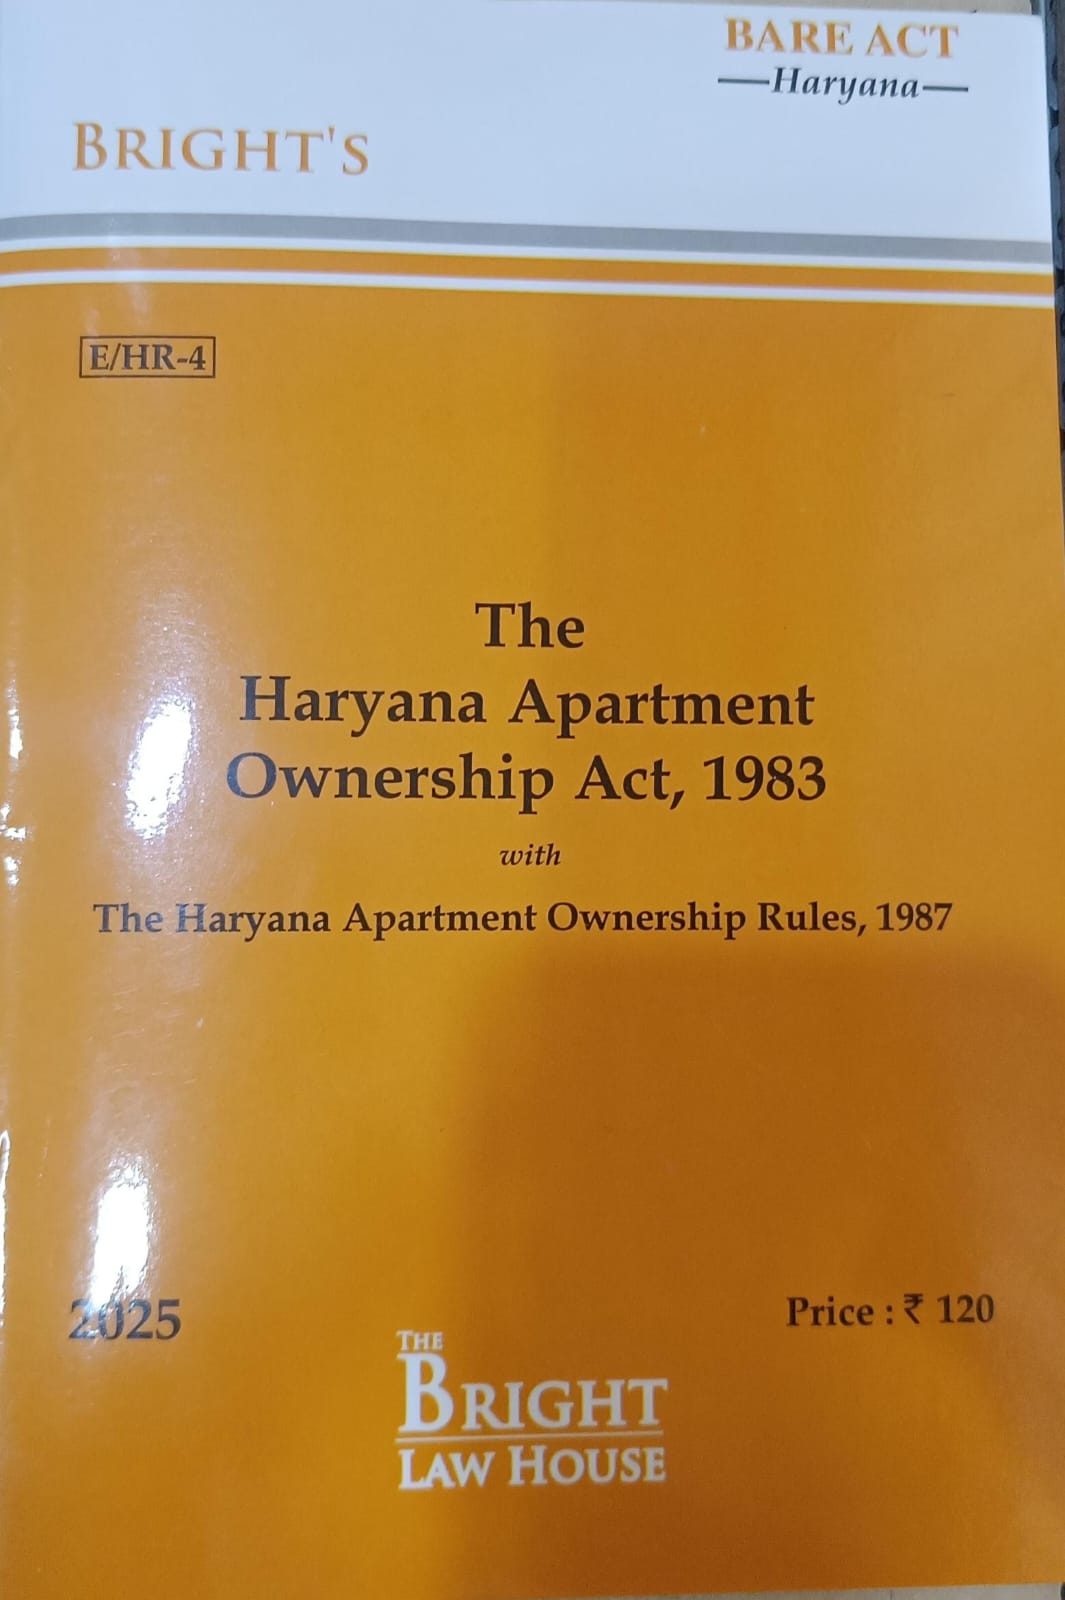 BARE ACT
Haryana
BRIGHT'S
E/HR-4
The
Haryana Apartment
Ownership Act, 1983
with
The Haryana Apartment Ownership Rules, 1987
2025
Price : ₹ 120
THE
BRIGHT
LAW HOUSE